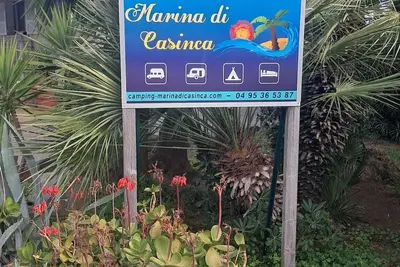 Marina di
Casinca
camping-marinadicasinca.com – 04 95 36 53 87